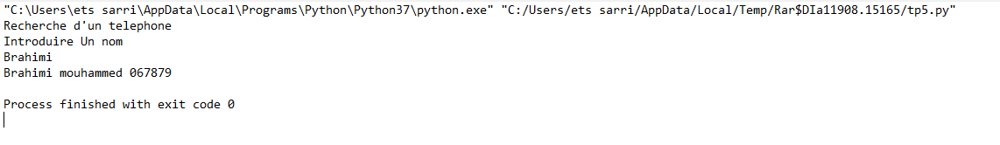 "C:\Users\ets sarri\AppData\Local\Programs\Python\Python37\python.exe" "C:/Users/ets sarri/AppData/Local/Temp/Rar$DIa11908.15165/tp5.py"
Recherche d'un telephone
Introduire Un nom
Brahimi
Brahimi mouhammed 067879
Process finished with exit code 0